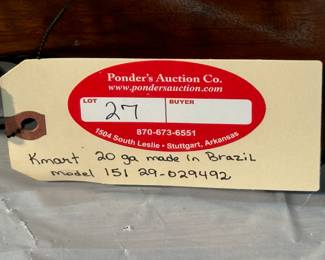 Ponder's Auction Co.
www.pondersauction.com
LOT
BUYER
27
870-673-6551
1504 South Leslie • Stuttgart, Arkansas
Kmart 20 ga made in Brazil
model 151 29-029492